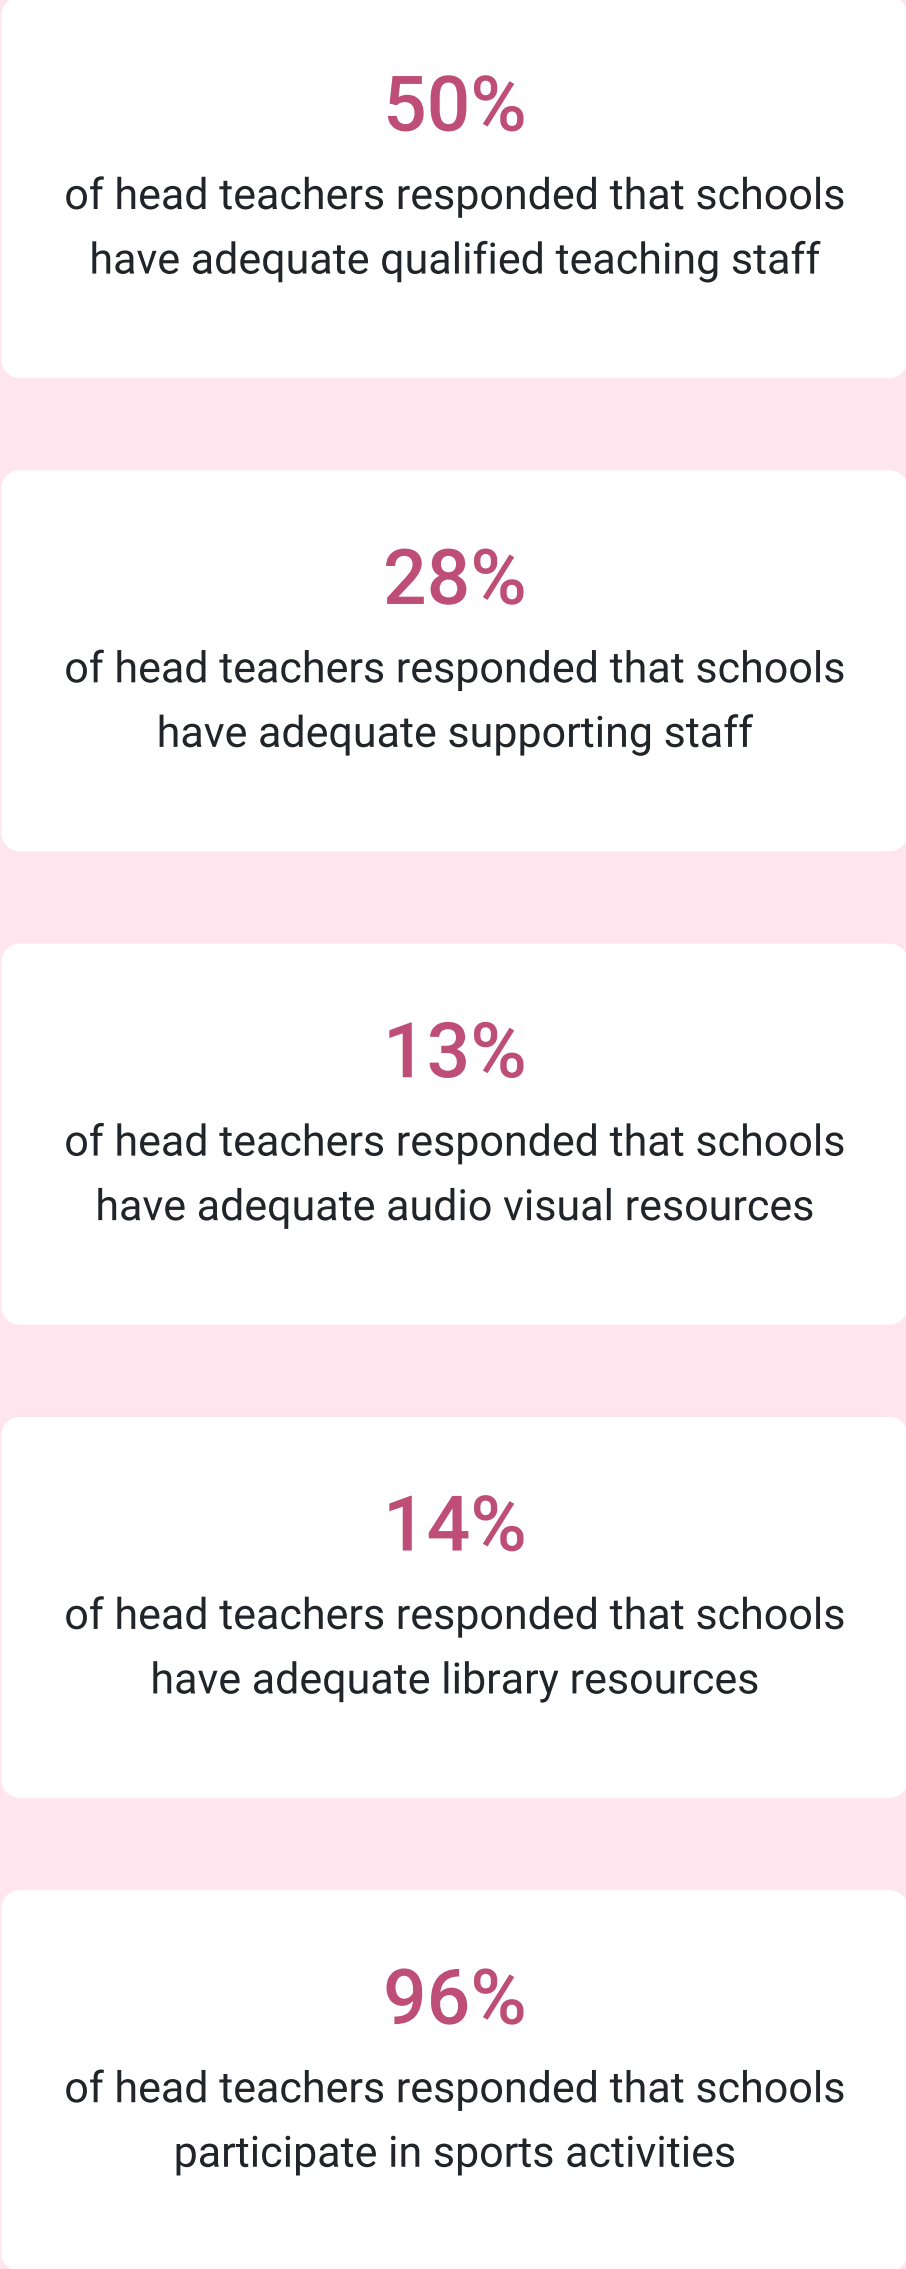 50%
of head teachers responded that schools
have adequate qualified teaching staff
28%
of head teachers responded that schools
have adequate supporting staff
13%
of head teachers responded that schools
have adequate audio visual resources
14%
of head teachers responded that schools
have adequate library resources
96%
of head teachers responded that schools
participate in sports activities